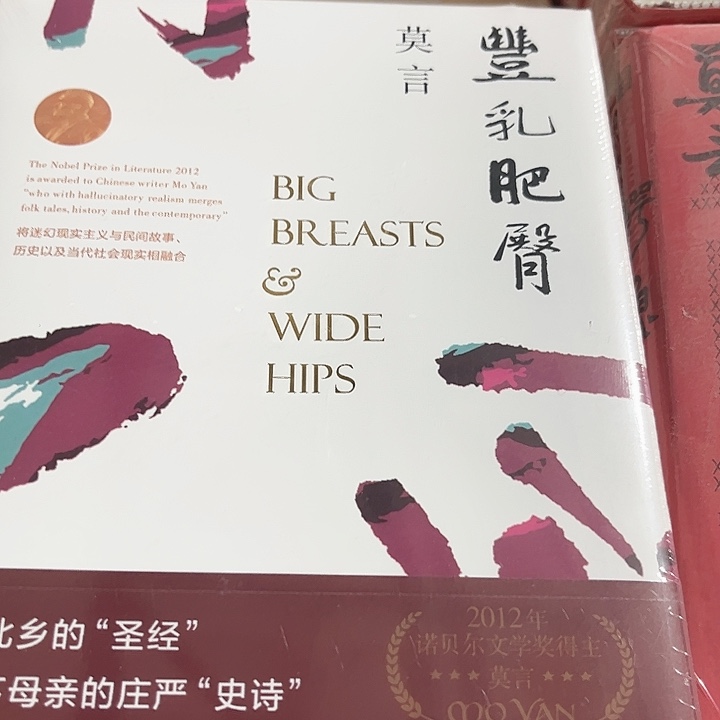 豐乳肥臀
莫言
The Nobel Prize in Literature 2012
is awarded to Chinese writer Mo Yan
"who with hallucinatory realism merges
folk tales, history and the contemporary"
将迷幻现实主义与民间故事、
历史以及当代社会现实相融合
BIG
BREASTS
&
WIDE
HIPS
北乡的“圣经”
下母亲的庄严“史诗”
2012年
诺贝尔文学奖得主
★★★ 莫言 ★★★
MO YAN